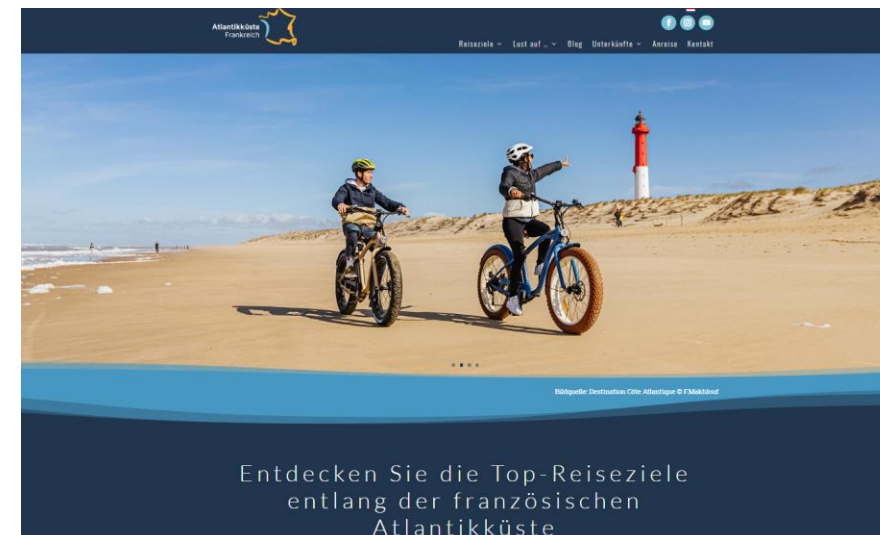 Atlantikküste
Frankreich
Reiseziele
Lust auf …
Blog
Unterkünfte
Anreise
Kontakt
Bildquelle: Destination Côte Atlantique © F.Makhlouf
Entdecken Sie die Top-Reiseziele
entlang der französischen
Atlantikküste